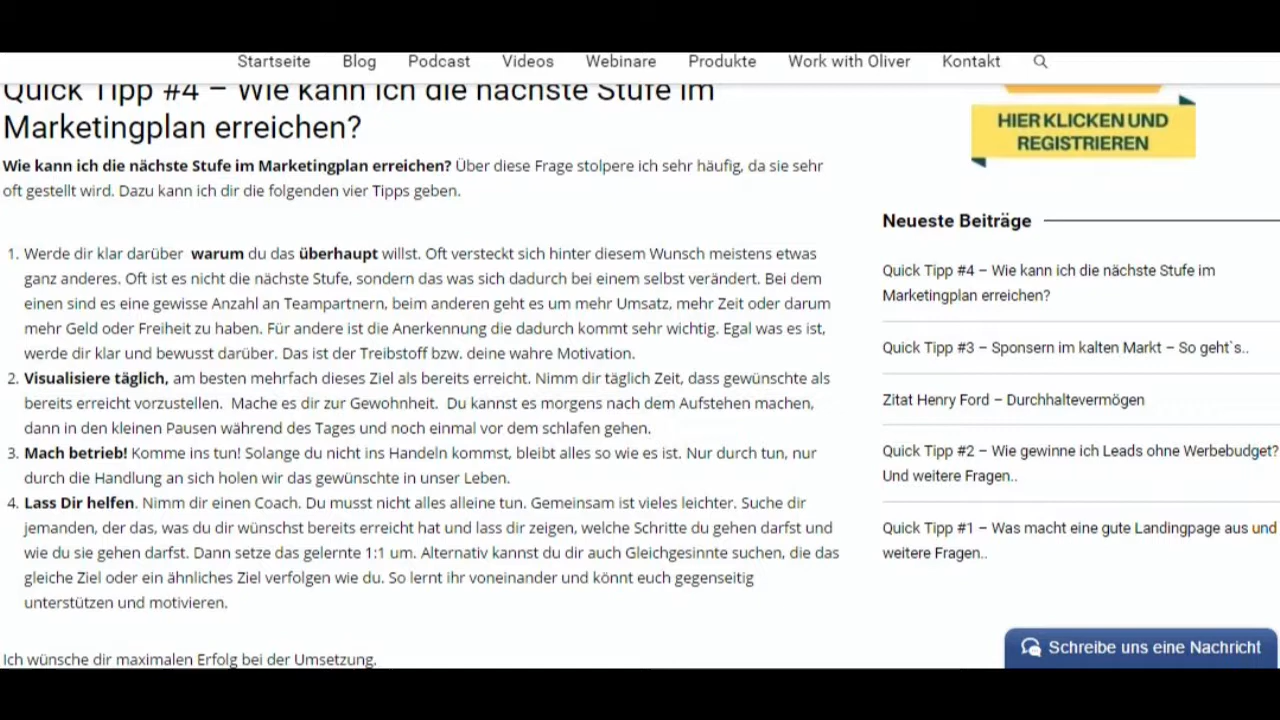 Startseite Blog Podcast Videos Webinare Produkte Work with Oliver Kontakt
Quick Tipp #4 – Wie kann ich die nächste Stufe im
Marketingplan erreichen?
Wie kann ich die nächste Stufe im Marketingplan erreichen? Über diese Frage stolpere ich sehr häufig, da sie sehr
oft gestellt wird. Dazu kann ich dir die folgenden vier Tipps geben.
1. Werde dir klar darüber warum du das überhaupt willst. Oft versteckt sich hinter diesem Wunsch meistens etwas
ganz anderes. Oft ist es nicht die nächste Stufe, sondern das was sich dadurch bei einem selbst verändert. Bei dem
einen sind es eine gewisse Anzahl an Teampartnern, beim anderen geht es um mehr Umsatz, mehr Zeit oder darum
mehr Geld oder Freiheit zu haben. Für andere ist die Anerkennung die dadurch kommt sehr wichtig. Egal was es ist,
werde dir klar und bewusst darüber. Das ist der Treibstoff bzw. deine wahre Motivation.
2. Visualisiere täglich, am besten mehrfach dieses Ziel als bereits erreicht. Nimm dir täglich Zeit, dass gewünschte als
bereits erreicht vorzustellen. Mache es dir zur Gewohnheit. Du kannst es morgens nach dem Aufstehen machen,
dann in den kleinen Pausen während des Tages und noch einmal vor dem schlafen gehen.
3. Mach betrieb! Komme ins tun! Solange du nicht ins Handeln kommst, bleibt alles so wie es ist. Nur durch tun, nur
durch die Handlung an sich holen wir das gewünschte in unser Leben.
4. Lass Dir helfen. Nimm dir einen Coach. Du musst nicht alles alleine tun. Gemeinsam ist vieles leichter. Suche dir
jemanden, der das, was du dir wünschst bereits erreicht hat und lass dir zeigen, welche Schritte du gehen darfst und
wie du sie gehen darfst. Dann setze das gelernte 1:1 um. Alternativ kannst du dir auch Gleichgesinnte suchen, die das
gleiche Ziel oder ein ähnliches Ziel verfolgen wie du. So lernt ihr voneinander und könnt euch gegenseitig
unterstützen und motivieren.
Ich wünsche dir maximalen Erfolg bei der Umsetzung.
HIER KLICKEN UND
REGISTRIEREN
Neueste Beiträge
Quick Tipp #4 – Wie kann ich die nächste Stufe im
Marketingplan erreichen?
Quick Tipp #3 – Sponsern im kalten Markt – So geht`s..
Zitat Henry Ford – Durchhaltevermögen
Quick Tipp #2 – Wie gewinne ich Leads ohne Werbebudget?
Und weitere Fragen..
Quick Tipp #1 – Was macht eine gute Landingpage aus und
weitere Fragen..
Schreibe uns eine Nachricht